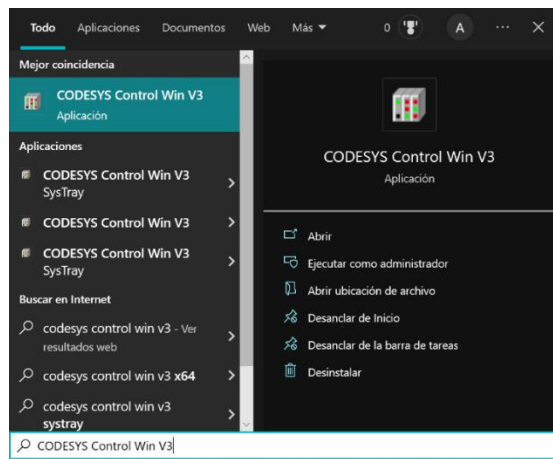 Todo Aplicaciones Documentos Web Más 0 A
Mejor coincidencia
CODESYS Control Win V3
Aplicación
Aplicaciones
CODESYS Control Win V3
SysTray
CODESYS Control Win V3
CODESYS Control Win V3
SysTray
Buscar en Internet
codesys control win v3 - Ver
resultados web
codesys control win v3 x64
codesys control win v3
systray
CODESYS Control Win V3
Aplicación
Abrir
Ejecutar como administrador
Abrir ubicación de archivo
Desanclar de Inicio
Desanclar de la barra de tareas
Desinstalar
CODESYS Control Win V3